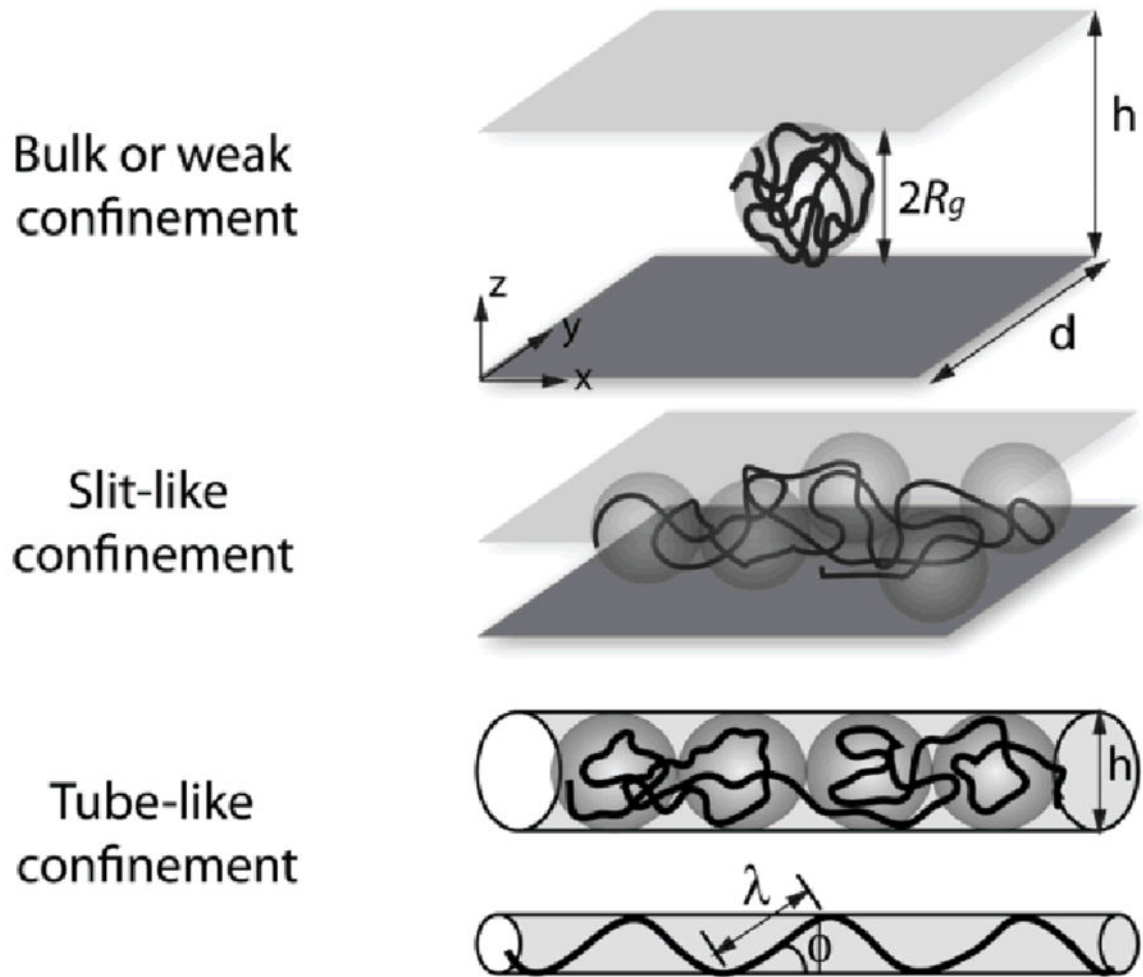 Bulk or weak
confinement
h
2Rg
z
y
x
d
Slit-like
confinement
Tube-like
confinement
h
λ
θ